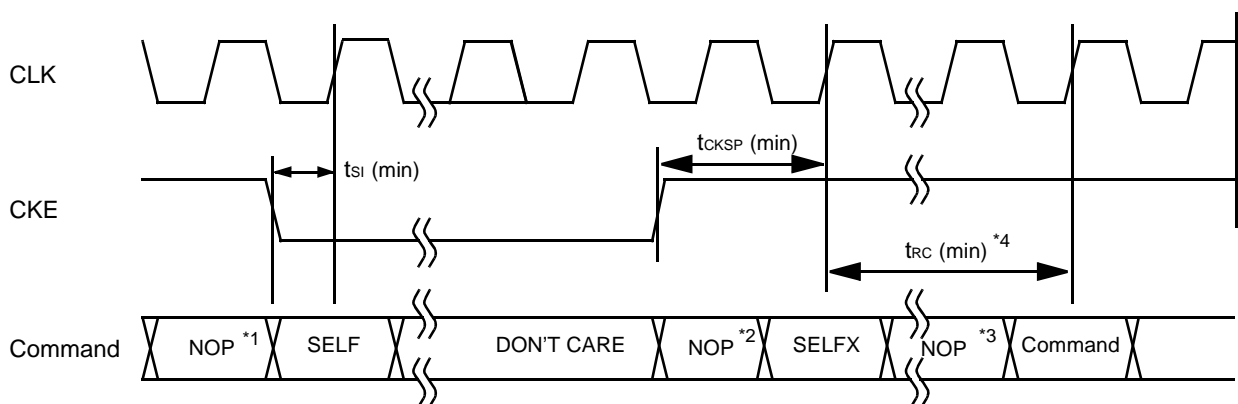 CLK
tCKSP (min)
tSI (min)
CKE
tRC (min) *4
Command NOP *1 SELF DON'T CARE NOP *2 SELFX NOP *3 Command